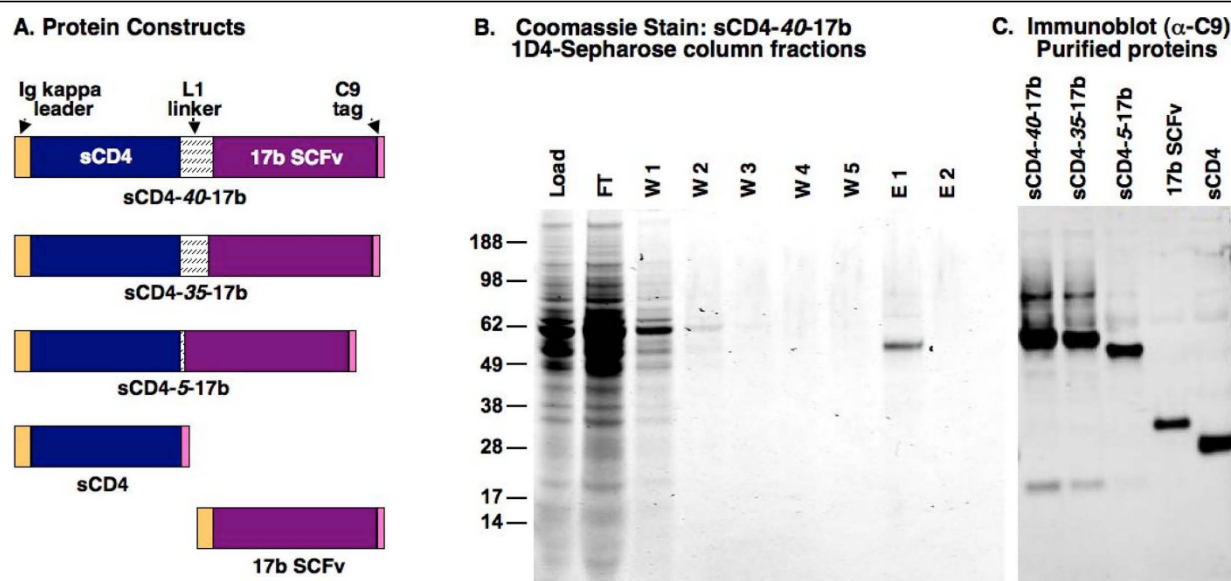 A. Protein Constructs
Ig kappa leader
L1 linker
C9 tag
sCD4
17b SCFv
sCD4-40-17b
sCD4-35-17b
sCD4-5-17b
sCD4
17b SCFv
B. Coomassie Stain: sCD4-40-17b
1D4-Sepharose column fractions
Load
FT
W 1
W 2
W 3
W 4
W 5
E 1
E 2
188
98
62
49
38
28
17
14
C. Immunoblot (α-C9)
Purified proteins
sCD4-40-17b
sCD4-35-17b
sCD4-5-17b
17b SCFv
sCD4